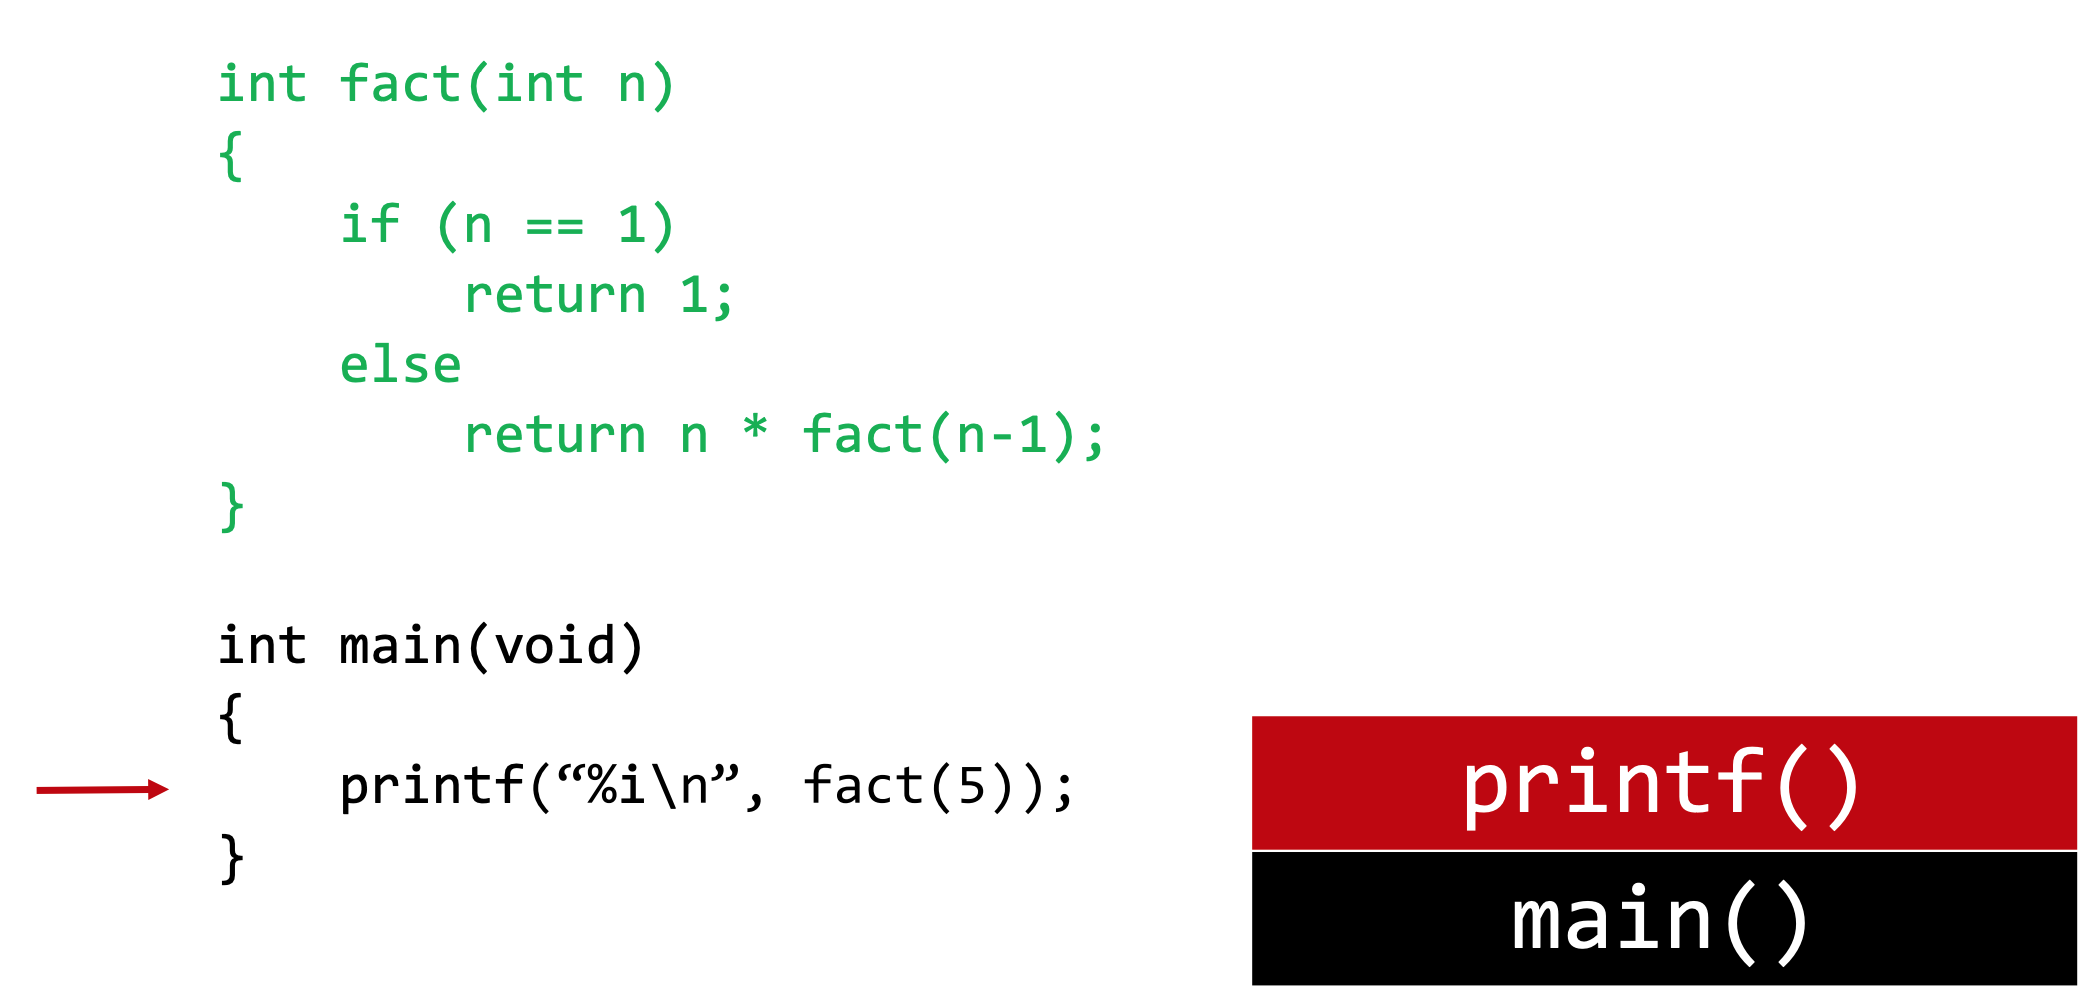 int fact(int n)
{
    if (n == 1)
        return 1;
    else
        return n * fact(n-1);
}
int main(void)
{
    printf(“%i\n”, fact(5));
}
printf()
main()